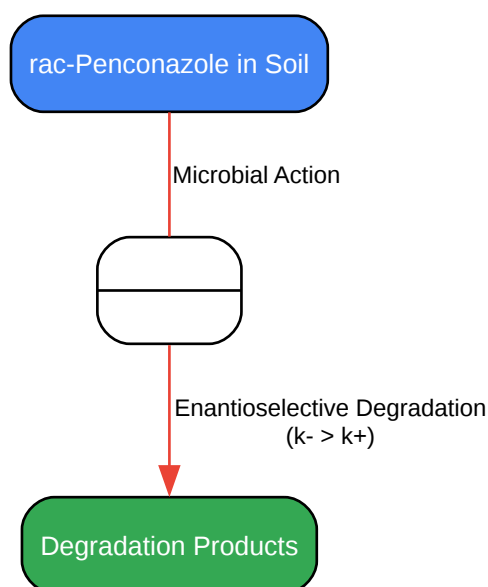 rac-Penconazole in Soil
Microbial Action
Enantioselective Degradation
(k- > k+)
Degradation Products